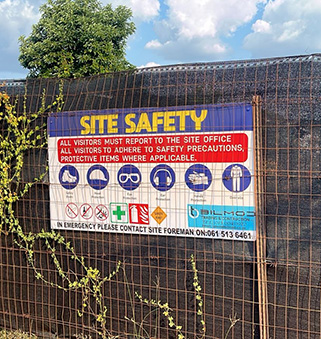 SITE SAFETY
ALL VISITORS MUST REPORT TO THE SITE OFFICE
ALL VISITORS TO ADHERE TO SAFETY PRECAUTIONS,
PROTECTIVE ITEMS WHERE APPLICABLE.
IN EMERGENCY PLEASE CONTACT SITE FOREMAN ON:061 513 6461